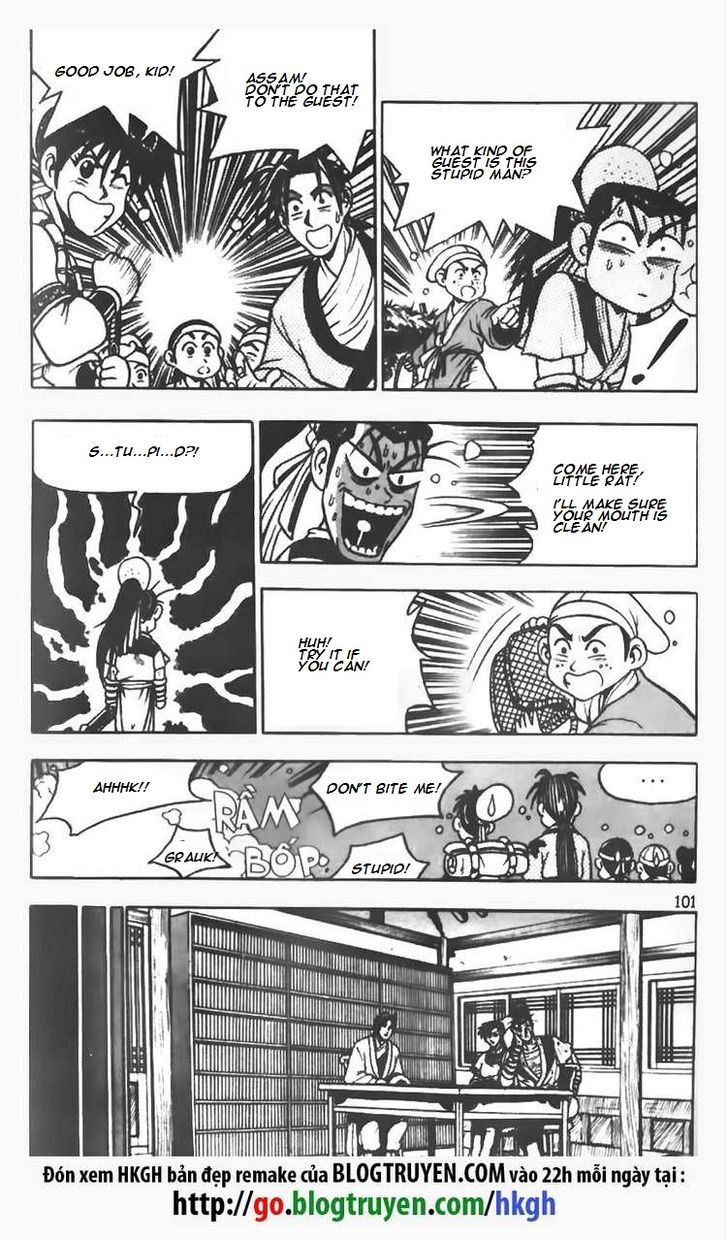 GOOD JOB, KID!
ASSAM!
DON'T DO THAT
TO THE GUEST!
WHAT KIND OF
GUEST IS THIS
STUPID MAN?
!
S...TU...PI...D?!
COME HERE,
LITTLE RAT!
I'LL MAKE SURE
YOUR MOUTH IS
CLEAN!
HUH!
TRY IT IF
YOU CAN!
AHHHK!!
RẦM
BỐP
GRAUK!
DON'T BITE ME!
STUPID!
...
101
Đón xem HKGH bản đẹp remake của BLOGTRUYEN.COM vào 22h mỗi ngày tại :
http://go.blogtruyen.com/hkgh